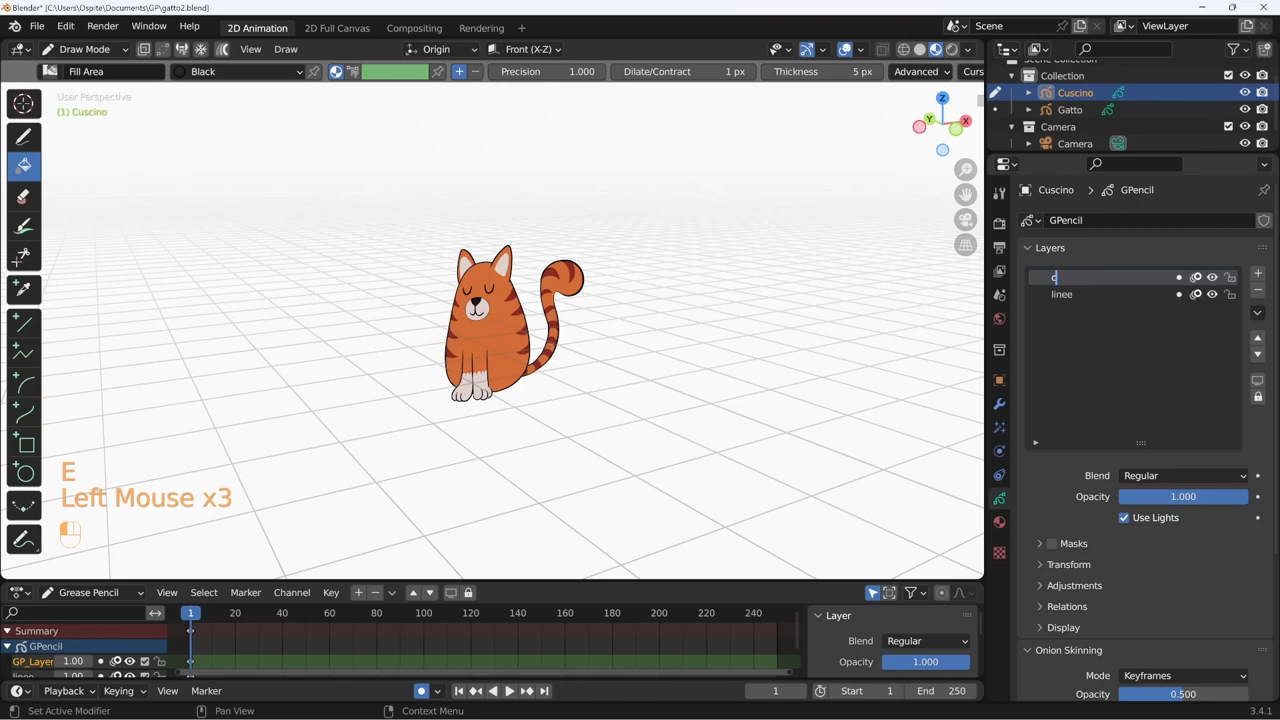 Blender* [C:\Users\Ospite\Documents\GP\gatto2.blend]
File Edit Render Window Help 2D Animation 2D Full Canvas Compositing Rendering Scene ViewLayer
Draw Mode View Draw Origin Front (X-Z)
Fill Area Black Precision 1.000 Dilate/Contract 1 px Thickness 5 px Advanced Curs
User Perspective
(1) Cuscino
Z
Y
X
E
Left Mouse x3
Collection
Cuscino
Gatto
Camera
Camera
Cuscino GPencil
GPencil
Layers
c
linee
Blend Regular
Opacity 1.000
Use Lights
Masks
Transform
Adjustments
Relations
Display
Onion Skinning
Mode Keyframes
Opacity 0.500
Grease Pencil View Select Marker Channel Key
1 20 40 60 80 100 120 140 160 180 200 220 240
Summary
GPencil
GP_Layer 1.00
linee 1.00
Layer
Blend Regular
Opacity 1.000
Playback Keying View Marker 1 Start 1 End 250
Set Active Modifier Pan View Context Menu 3.4.1